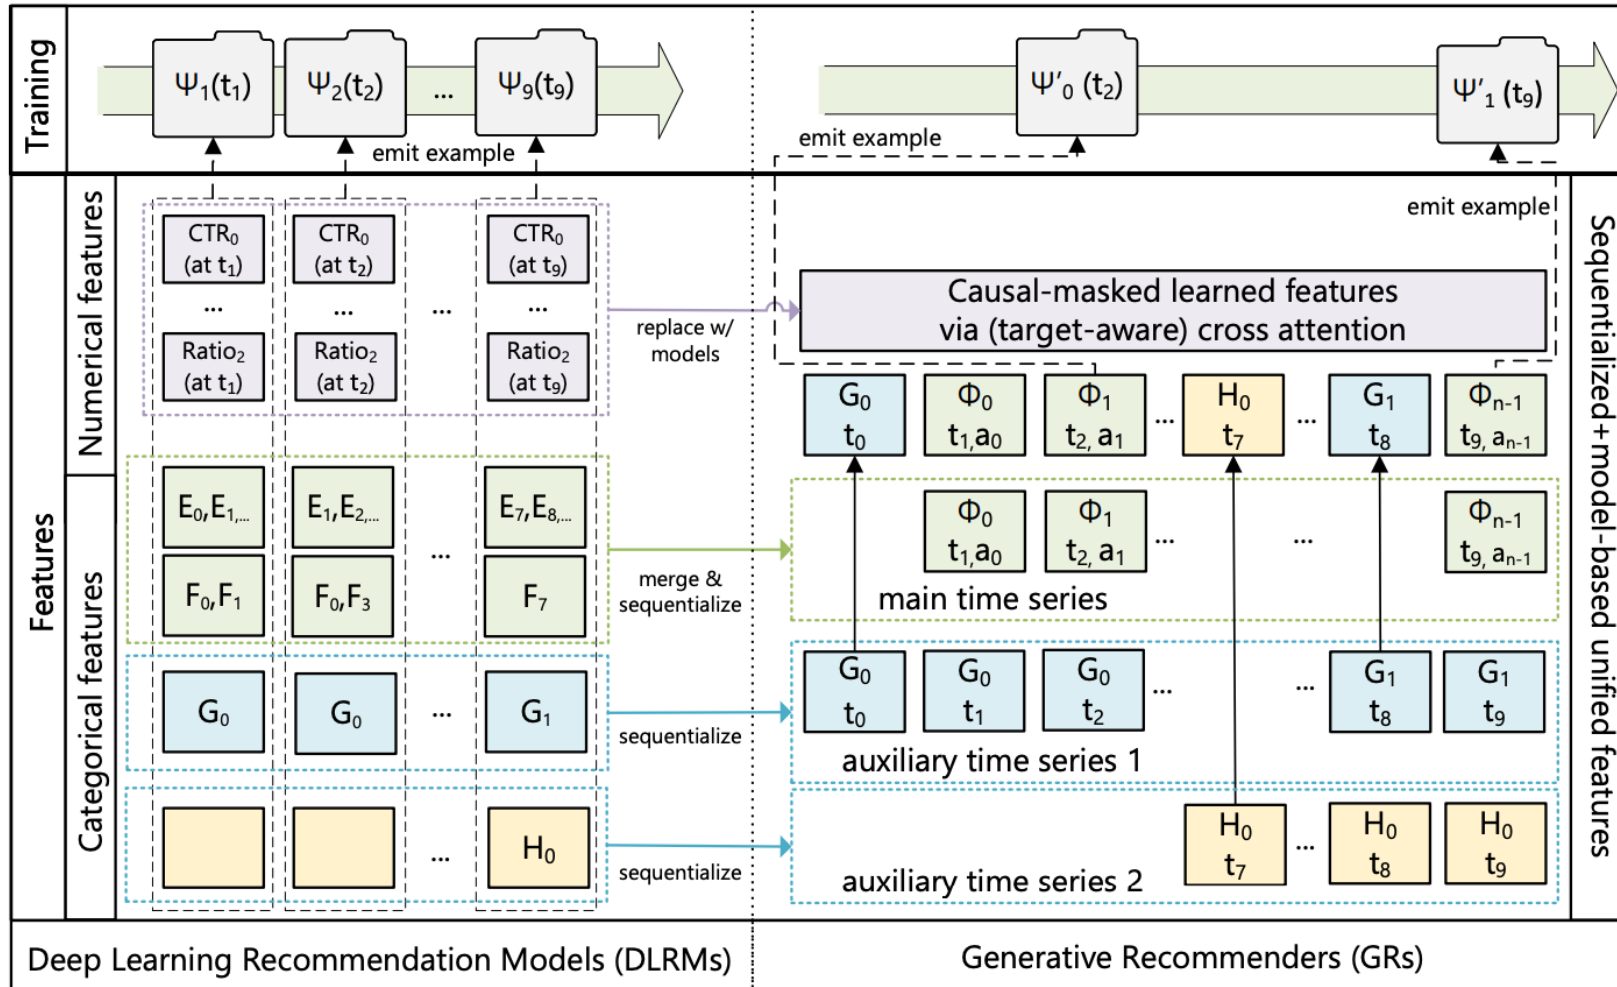 Training
Ψ₁(t₁)
Ψ₂(t₂)
...
Ψ₉(t₉)
emit example
Ψ'₀ (t₂)
Ψ'₁ (t₉)
emit example
emit example
Features
Numerical features
CTR₀
(at t₁)
CTR₀
(at t₂)
CTR₀
(at t₉)
...
...
...
...
Ratio₂
(at t₁)
Ratio₂
(at t₂)
Ratio₂
(at t₉)
replace w/
models
Causal-masked learned features
via (target-aware) cross attention
G₀
t₀
Φ₀
t₁,a₀
Φ₁
t₂, a₁
...
H₀
t₇
...
G₁
t₈
Φₙ₋₁
t₉, aₙ₋₁
Categorical features
E₀,E₁,...
E₁,E₂,...
E₇,E₈,...
...
F₀,F₁
F₀,F₃
F₇
merge &
sequentialize
Φ₀
t₁,a₀
Φ₁
t₂, a₁
...
...
Φₙ₋₁
t₉, aₙ₋₁
main time series
G₀
G₀
...
G₁
sequentialize
G₀
t₀
G₀
t₁
G₀
t₂
...
...
G₁
t₈
G₁
t₉
auxiliary time series 1
...
H₀
sequentialize
H₀
t₇
...
H₀
t₈
H₀
t₉
auxiliary time series 2
Sequentialized+model-based unified features
Deep Learning Recommendation Models (DLRMs)
Generative Recommenders (GRs)